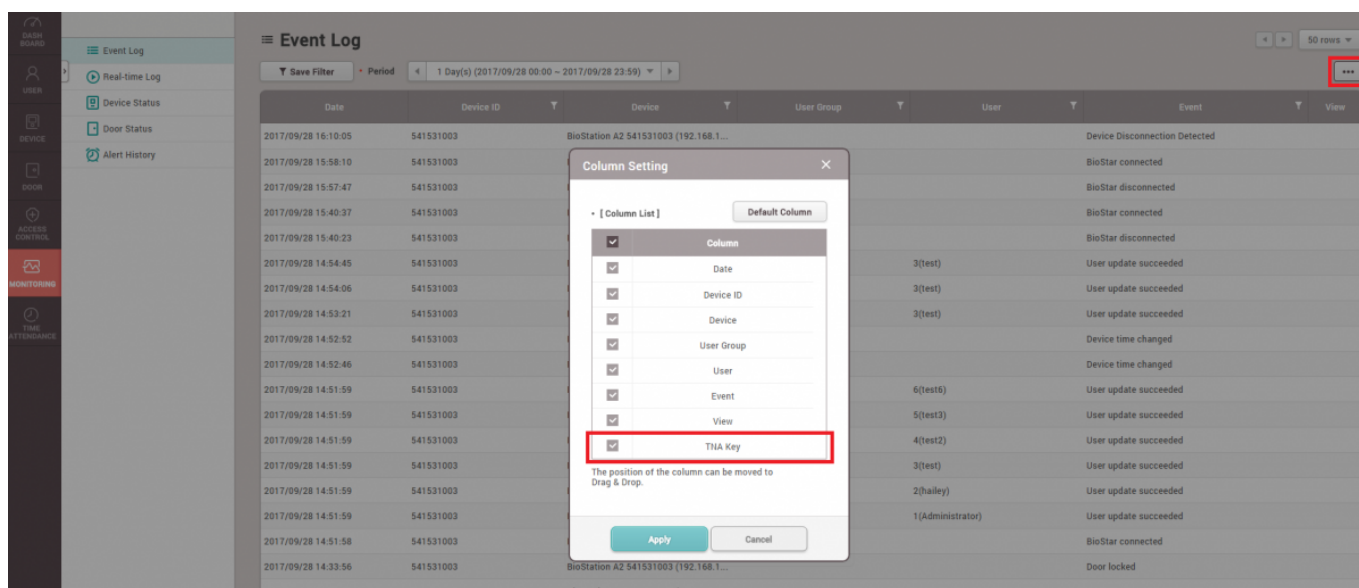 DASH
BOARD
USER
DEVICE
DOOR
ACCESS
CONTROL
MONITORING
TIME
ATTENDANCE
Event Log
Real-time Log
Device Status
Door Status
Alert History
Event Log
50 rows
Save Filter • Period 1 Day(s) (2017/09/28 00:00 ~ 2017/09/28 23:59) •••
Date Device ID Device User Group User Event View
2017/09/28 16:10:05 541531003 BioStation A2 541531003 (192.168.1... Device Disconnection Detected
2017/09/28 15:58:10 541531003 BioStar connected
2017/09/28 15:57:47 541531003 BioStar disconnected
2017/09/28 15:40:37 541531003 BioStar connected
2017/09/28 15:40:23 541531003 BioStar disconnected
2017/09/28 14:54:45 541531003 3(test) User update succeeded
2017/09/28 14:54:06 541531003 3(test) User update succeeded
2017/09/28 14:53:21 541531003 3(test) User update succeeded
2017/09/28 14:52:52 541531003 Device time changed
2017/09/28 14:52:46 541531003 Device time changed
2017/09/28 14:51:59 541531003 6(test6) User update succeeded
2017/09/28 14:51:59 541531003 5(test3) User update succeeded
2017/09/28 14:51:59 541531003 4(test2) User update succeeded
2017/09/28 14:51:59 541531003 3(test) User update succeeded
2017/09/28 14:51:59 541531003 2(hailey) User update succeeded
2017/09/28 14:51:59 541531003 1(Administrator) User update succeeded
2017/09/28 14:51:58 541531003 BioStar connected
2017/09/28 14:33:56 541531003 BioStation A2 541531003 (192.168.1... Door locked
Column Setting
• [ Column List ] Default Column
Column
Date
Device ID
Device
User Group
User
Event
View
TNA Key
The position of the column can be moved to
Drag & Drop.
Apply Cancel